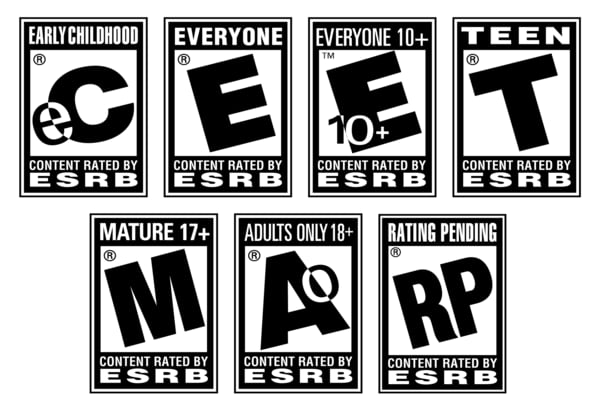 EARLY CHILDHOOD
®
eC
CONTENT RATED BY
ESRB
EVERYONE
®
E
CONTENT RATED BY
ESRB
EVERYONE 10+
™
E
10+
CONTENT RATED BY
ESRB
TEEN
®
T
CONTENT RATED BY
ESRB
MATURE 17+
®
M
CONTENT RATED BY
ESRB
ADULTS ONLY 18+
®
Ao
CONTENT RATED BY
ESRB
RATING PENDING
®
RP
CONTENT RATED BY
ESRB